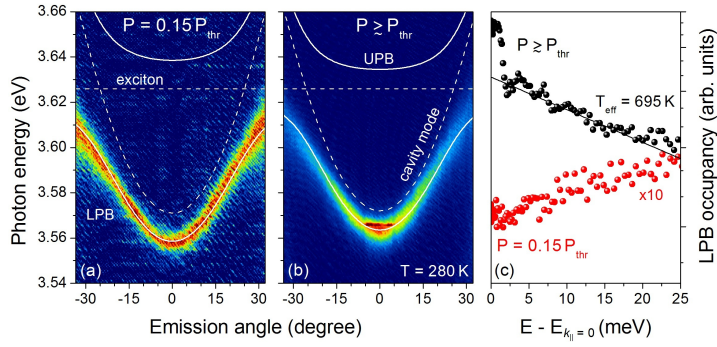 3.66
3.64
3.62
3.60
3.58
3.56
3.54
Photon energy (eV)
P = 0.15 P_thr
exciton
LPB
(a)
-30 -15 0 15 30
P ≳ P_thr
UPB
cavity mode
(b)
T = 280 K
-30 -15 0 15 30
Emission angle (degree)
P ≳ P_thr
T_eff = 695 K
x10
P = 0.15 P_thr
(c)
0 5 10 15 20 25
E - E_{k_||=0} (meV)
LPB occupancy (arb. units)